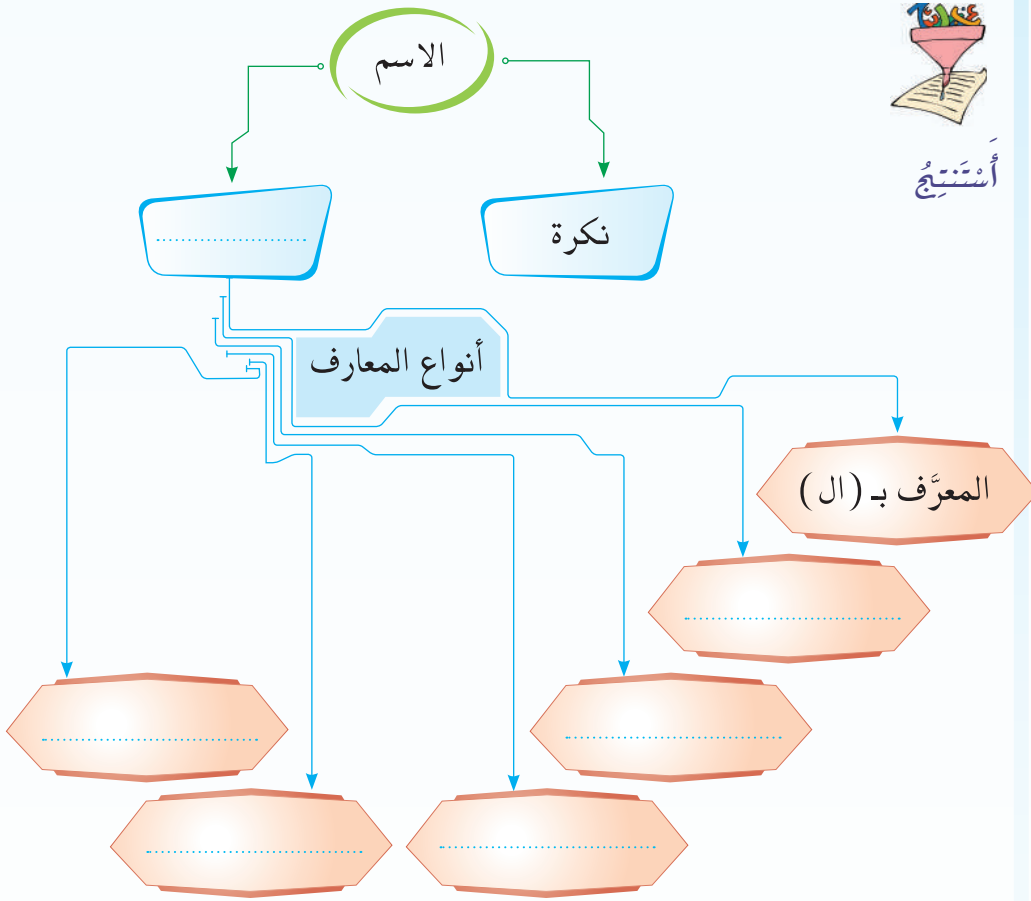 الاسم
أَسْتَنتِجُ
نكرة
أنواع المعارف
المعرَّف بـ (ال)